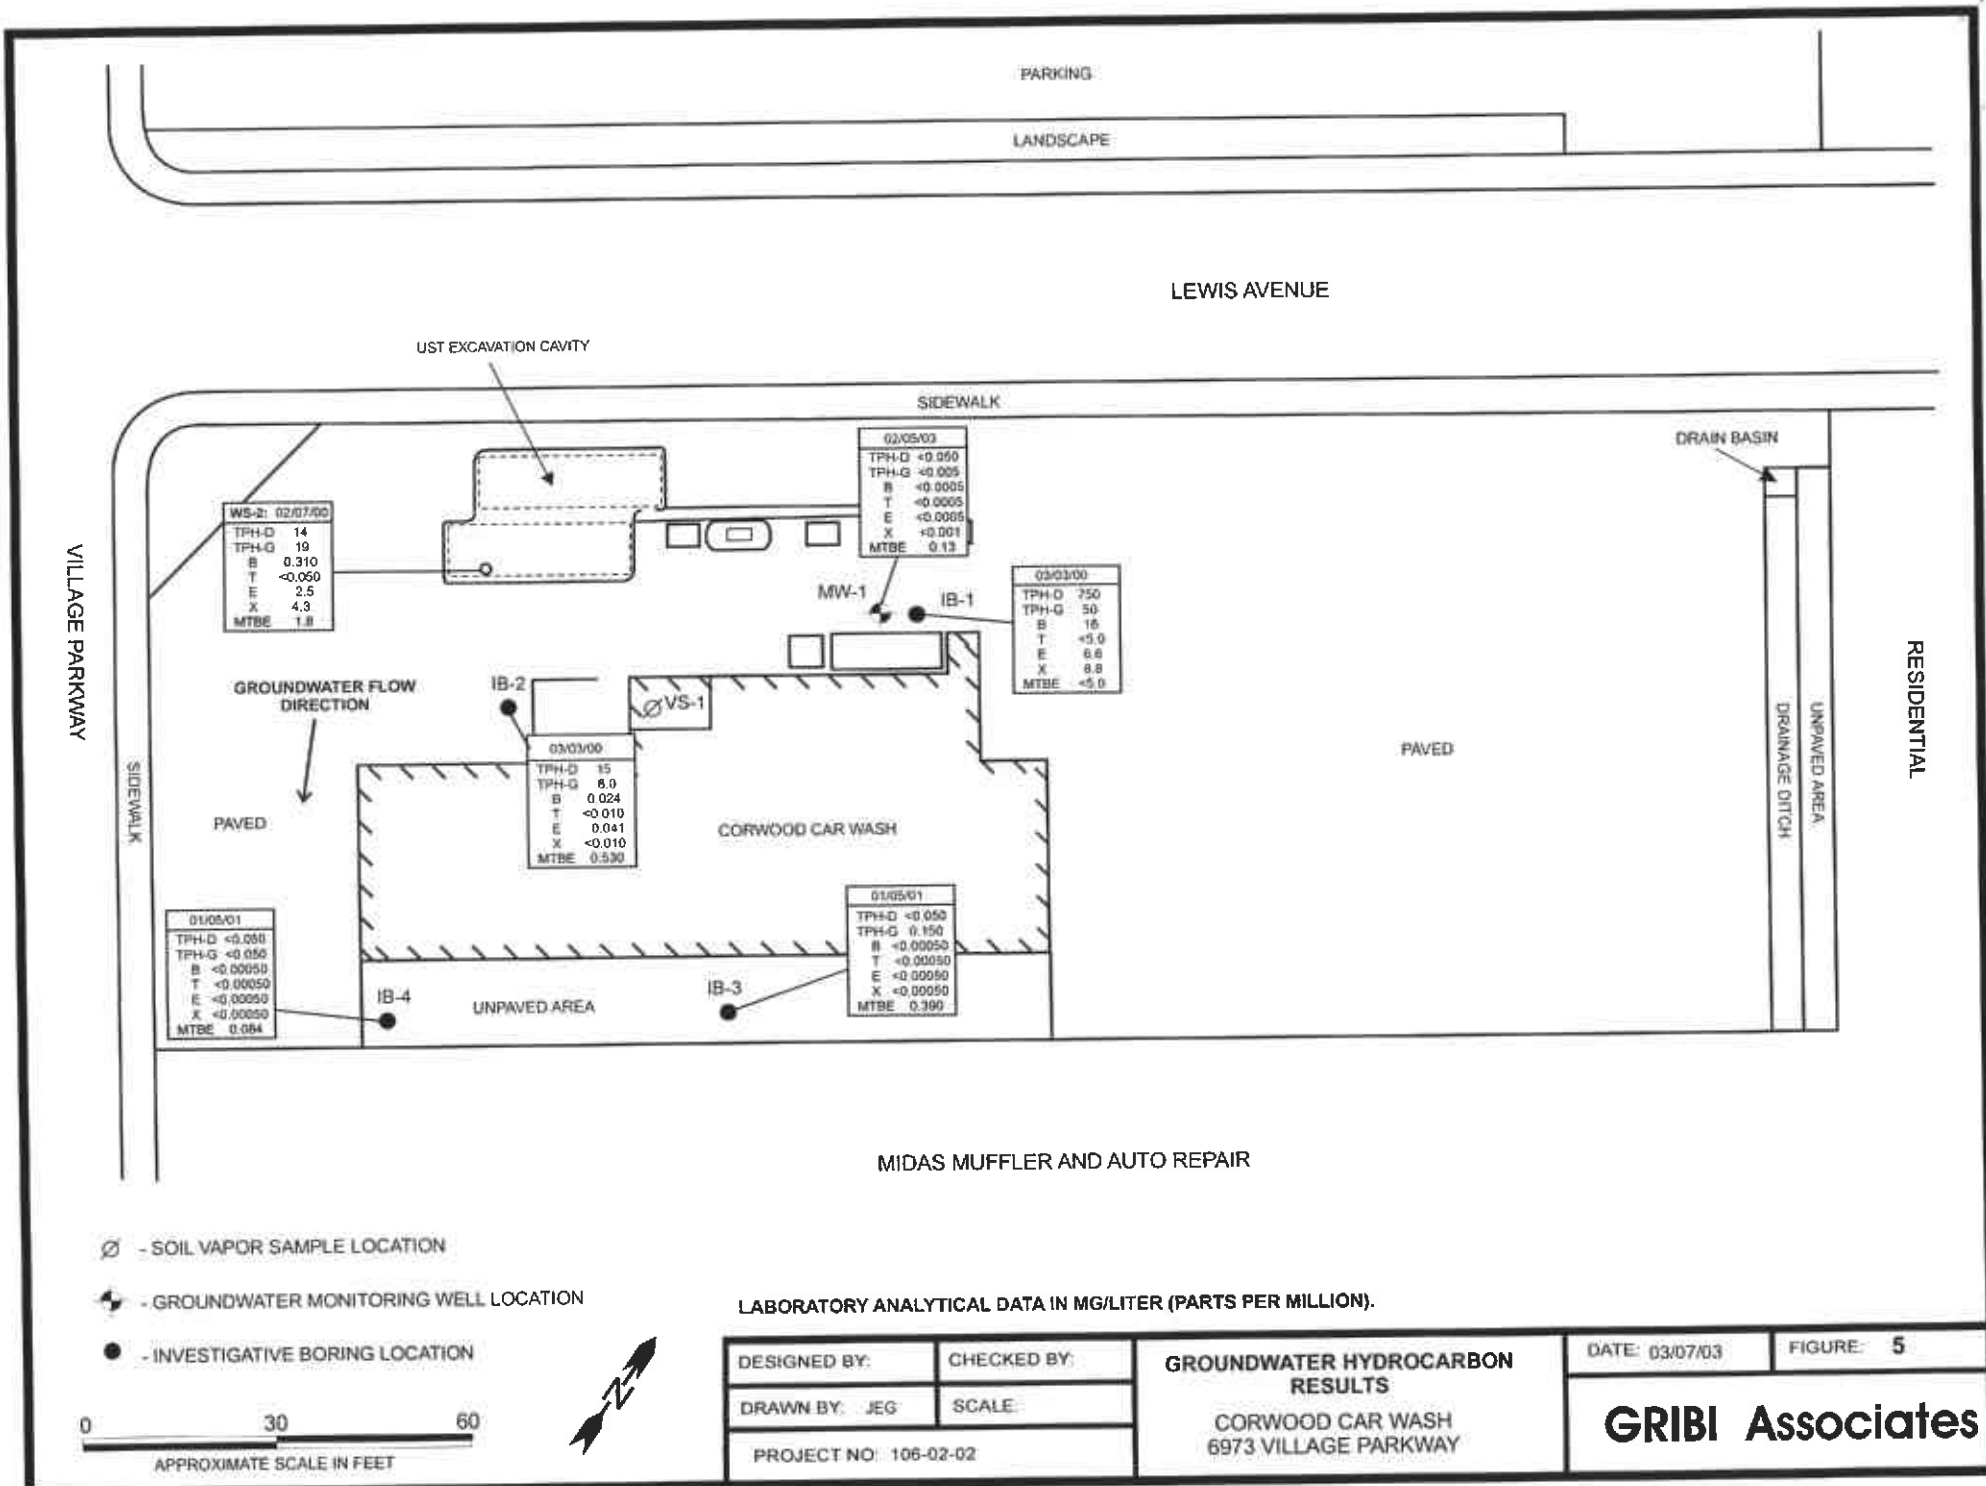 PARKING
LANDSCAPE
LEWIS AVENUE
UST EXCAVATION CAVITY
SIDEWALK
DRAIN BASIN
02/05/03
TPH-D <0.050
TPH-G <0.005
B <0.0005
T <0.0005
E <0.0005
X <0.001
MTBE 0.13
WS-2: 02/07/00
TPH-D 14
TPH-G 19
B 0.310
T <0.050
E 2.5
X 4.3
MTBE 1.8
MW-1
IB-1
03/03/00
TPH-D 750
TPH-G 50
B 16
T <5.0
E 6.6
X 8.8
MTBE <5.0
VILLAGE PARKWAY
RESIDENTIAL
GROUNDWATER FLOW
DIRECTION
IB-2
VS-1
03/03/00
TPH-D 15
TPH-G 6.0
B 0.024
T <0.010
E 0.041
X <0.010
MTBE 0.530
SIDEWALK
PAVED
CORWOOD CAR WASH
PAVED
DRAINAGE DITCH
UNPAVED AREA
01/05/01
TPH-D <0.050
TPH-G <0.050
B <0.00050
T <0.00050
E <0.00050
X <0.00050
MTBE 0.084
IB-4
UNPAVED AREA
IB-3
01/05/01
TPH-D <0.050
TPH-G 0.150
B <0.00050
T <0.00050
E <0.00050
X <0.00050
MTBE 0.390
MIDAS MUFFLER AND AUTO REPAIR
- SOIL VAPOR SAMPLE LOCATION
- GROUNDWATER MONITORING WELL LOCATION
- INVESTIGATIVE BORING LOCATION
0 30 60
APPROXIMATE SCALE IN FEET
N
LABORATORY ANALYTICAL DATA IN MG/LITER (PARTS PER MILLION).
DESIGNED BY:
CHECKED BY:
DRAWN BY: JEG
SCALE:
PROJECT NO: 106-02-02
GROUNDWATER HYDROCARBON
RESULTS
CORWOOD CAR WASH
6973 VILLAGE PARKWAY
DATE: 03/07/03
FIGURE: 5
GRIBI Associates